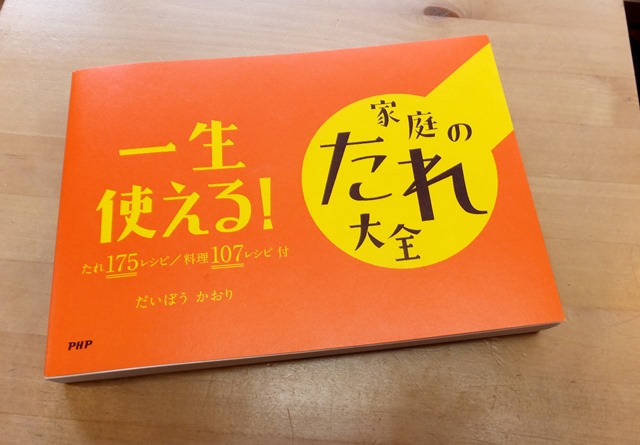 一生
使える!
家庭の
たれ
大全
たれ175レシピ/料理107レシピ付
だいぼう かおり
PHP